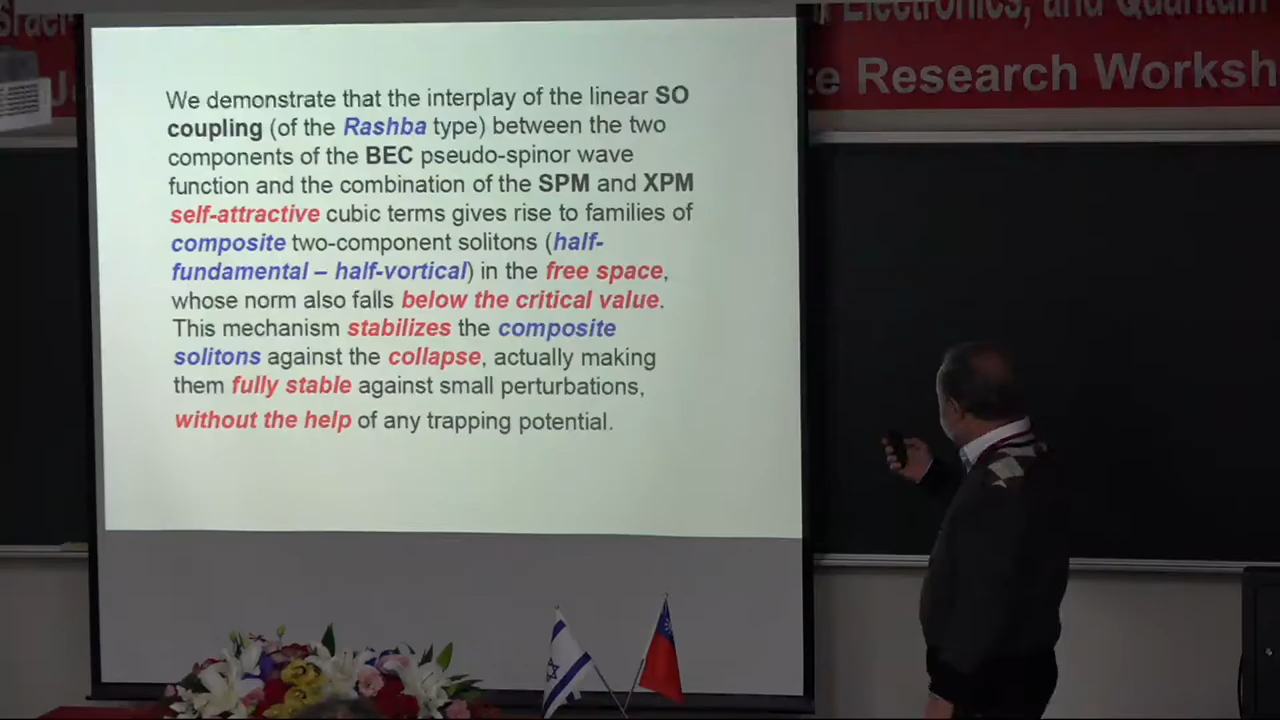 Electronics, and Quantum
Research Worksh
We demonstrate that the interplay of the linear SO
coupling (of the Rashba type) between the two
components of the BEC pseudo-spinor wave
function and the combination of the SPM and XPM
self-attractive cubic terms gives rise to families of
composite two-component solitons (half-
fundamental – half-vortical) in the free space,
whose norm also falls below the critical value.
This mechanism stabilizes the composite
solitons against the collapse, actually making
them fully stable against small perturbations,
without the help of any trapping potential.